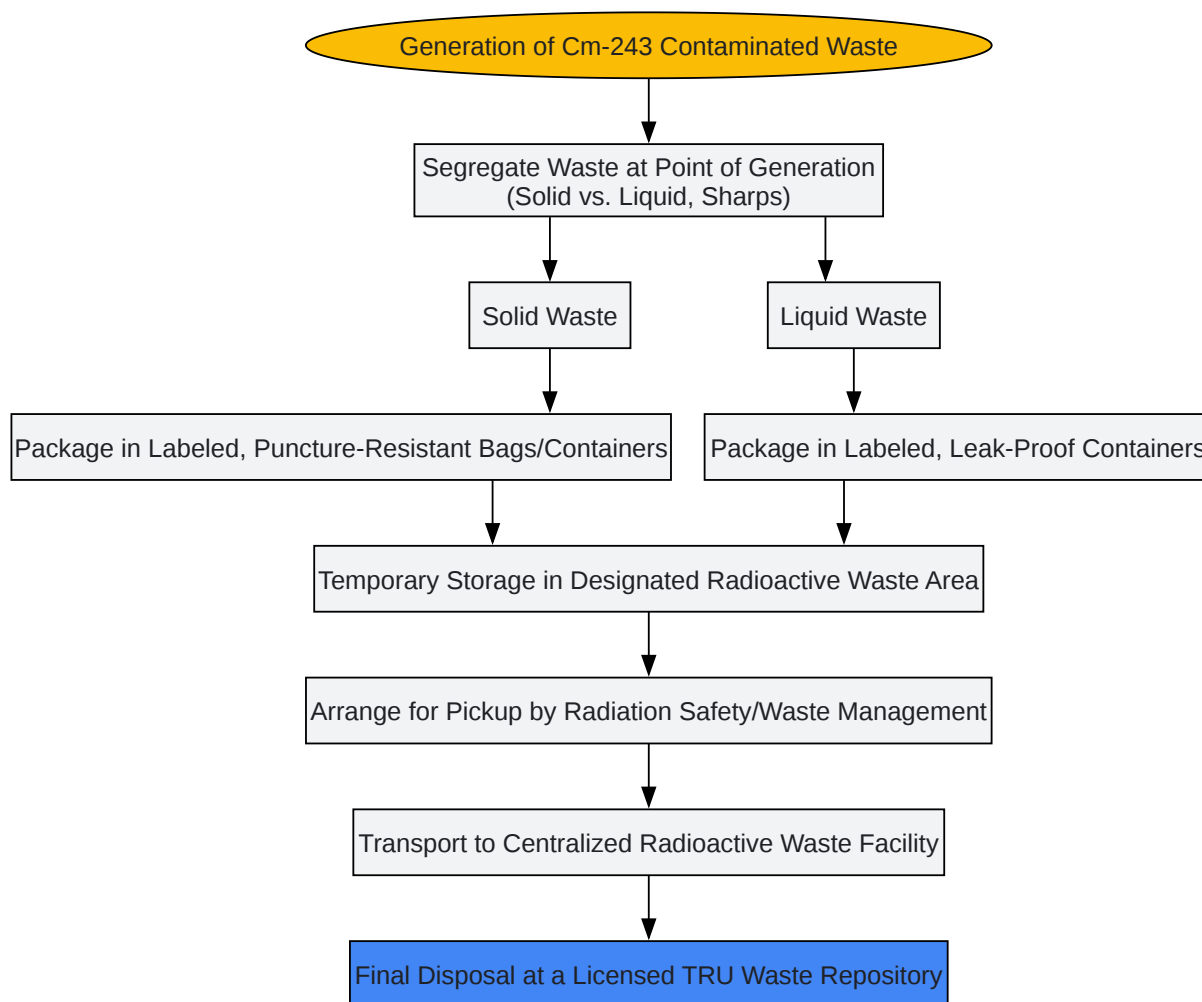 Generation of Cm-243 Contaminated Waste
Segregate Waste at Point of Generation
(Solid vs. Liquid, Sharps)
Solid Waste
Liquid Waste
Package in Labeled, Puncture-Resistant Bags/Containers
Package in Labeled, Leak-Proof Containers
Temporary Storage in Designated Radioactive Waste Area
Arrange for Pickup by Radiation Safety/Waste Management
Transport to Centralized Radioactive Waste Facility
Final Disposal at a Licensed TRU Waste Repository